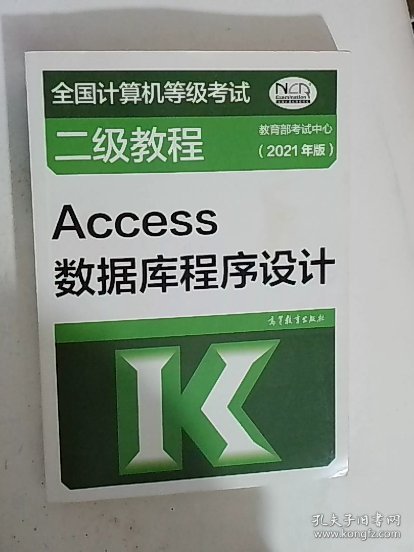 全国计算机等级考试
NCRE
Examination
二级教程
教育部考试中心
（2021年版）
Access
数据库程序设计
高等教育出版社
K
孔夫子旧书网
www.kongfz.com